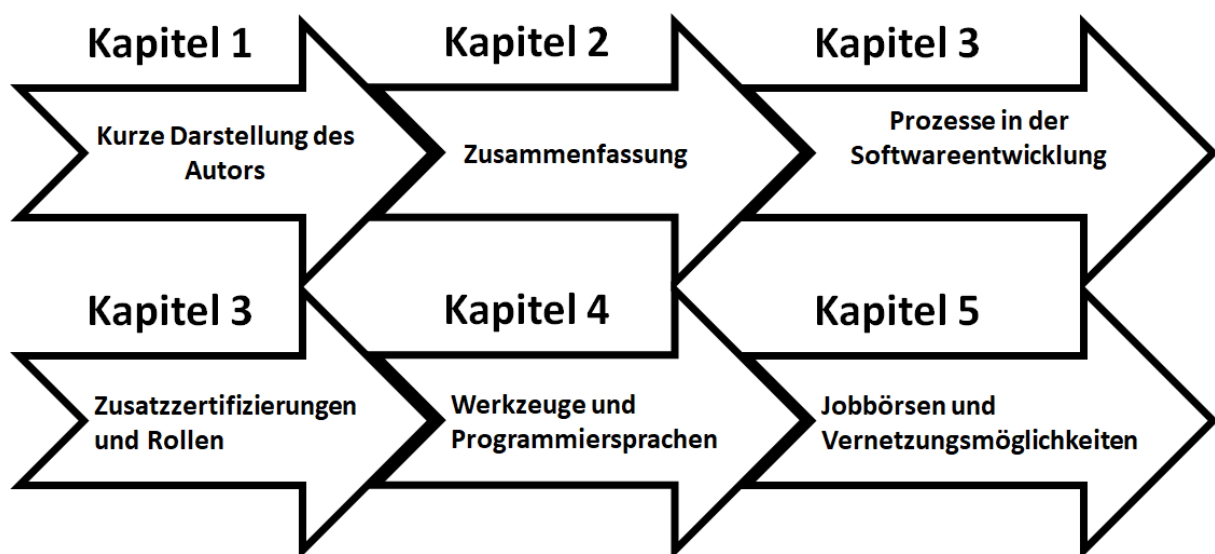 Kapitel 1
Kurze Darstellung des
Autors
Kapitel 2
Zusammenfassung
Kapitel 3
Prozesse in der
Softwareentwicklung
Kapitel 3
Zusatzzertifizierungen
und Rollen
Kapitel 4
Werkzeuge und
Programmiersprachen
Kapitel 5
Jobbörsen und
Vernetzungsmöglichkeiten